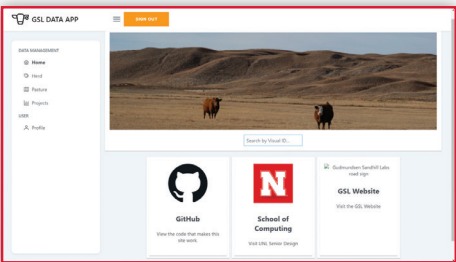 GSL DATA APP
SIGN OUT
DATA MANAGEMENT
Home
Herd
Pasture
Projects
USER
Profile
Search by Visual ID...
N
GitHub
View the code that makes this
site work.
School of
Computing
Visit UNL Senior Design
Gudmundsen Sandhill Labs
road sign
GSL Website
Visit the GSL Website